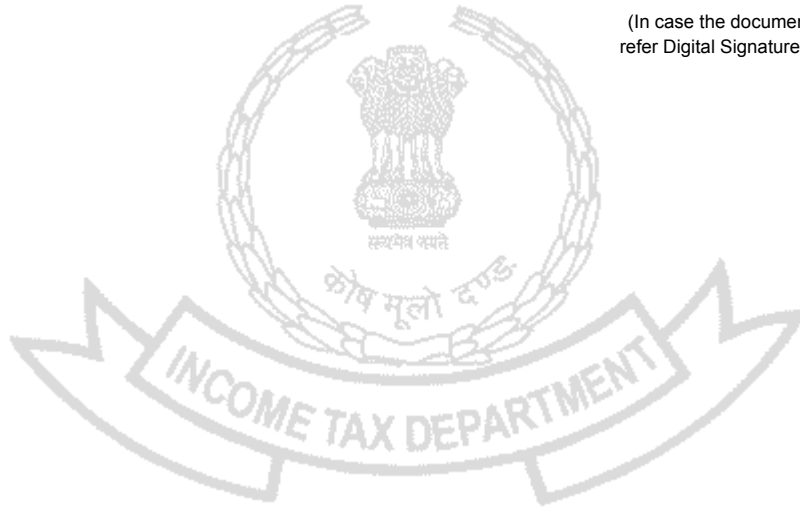 (In case the documen
refer Digital Signature
सत्यमेव जयते
कोष मूलो दण्डः
INCOME TAX DEPARTMENT